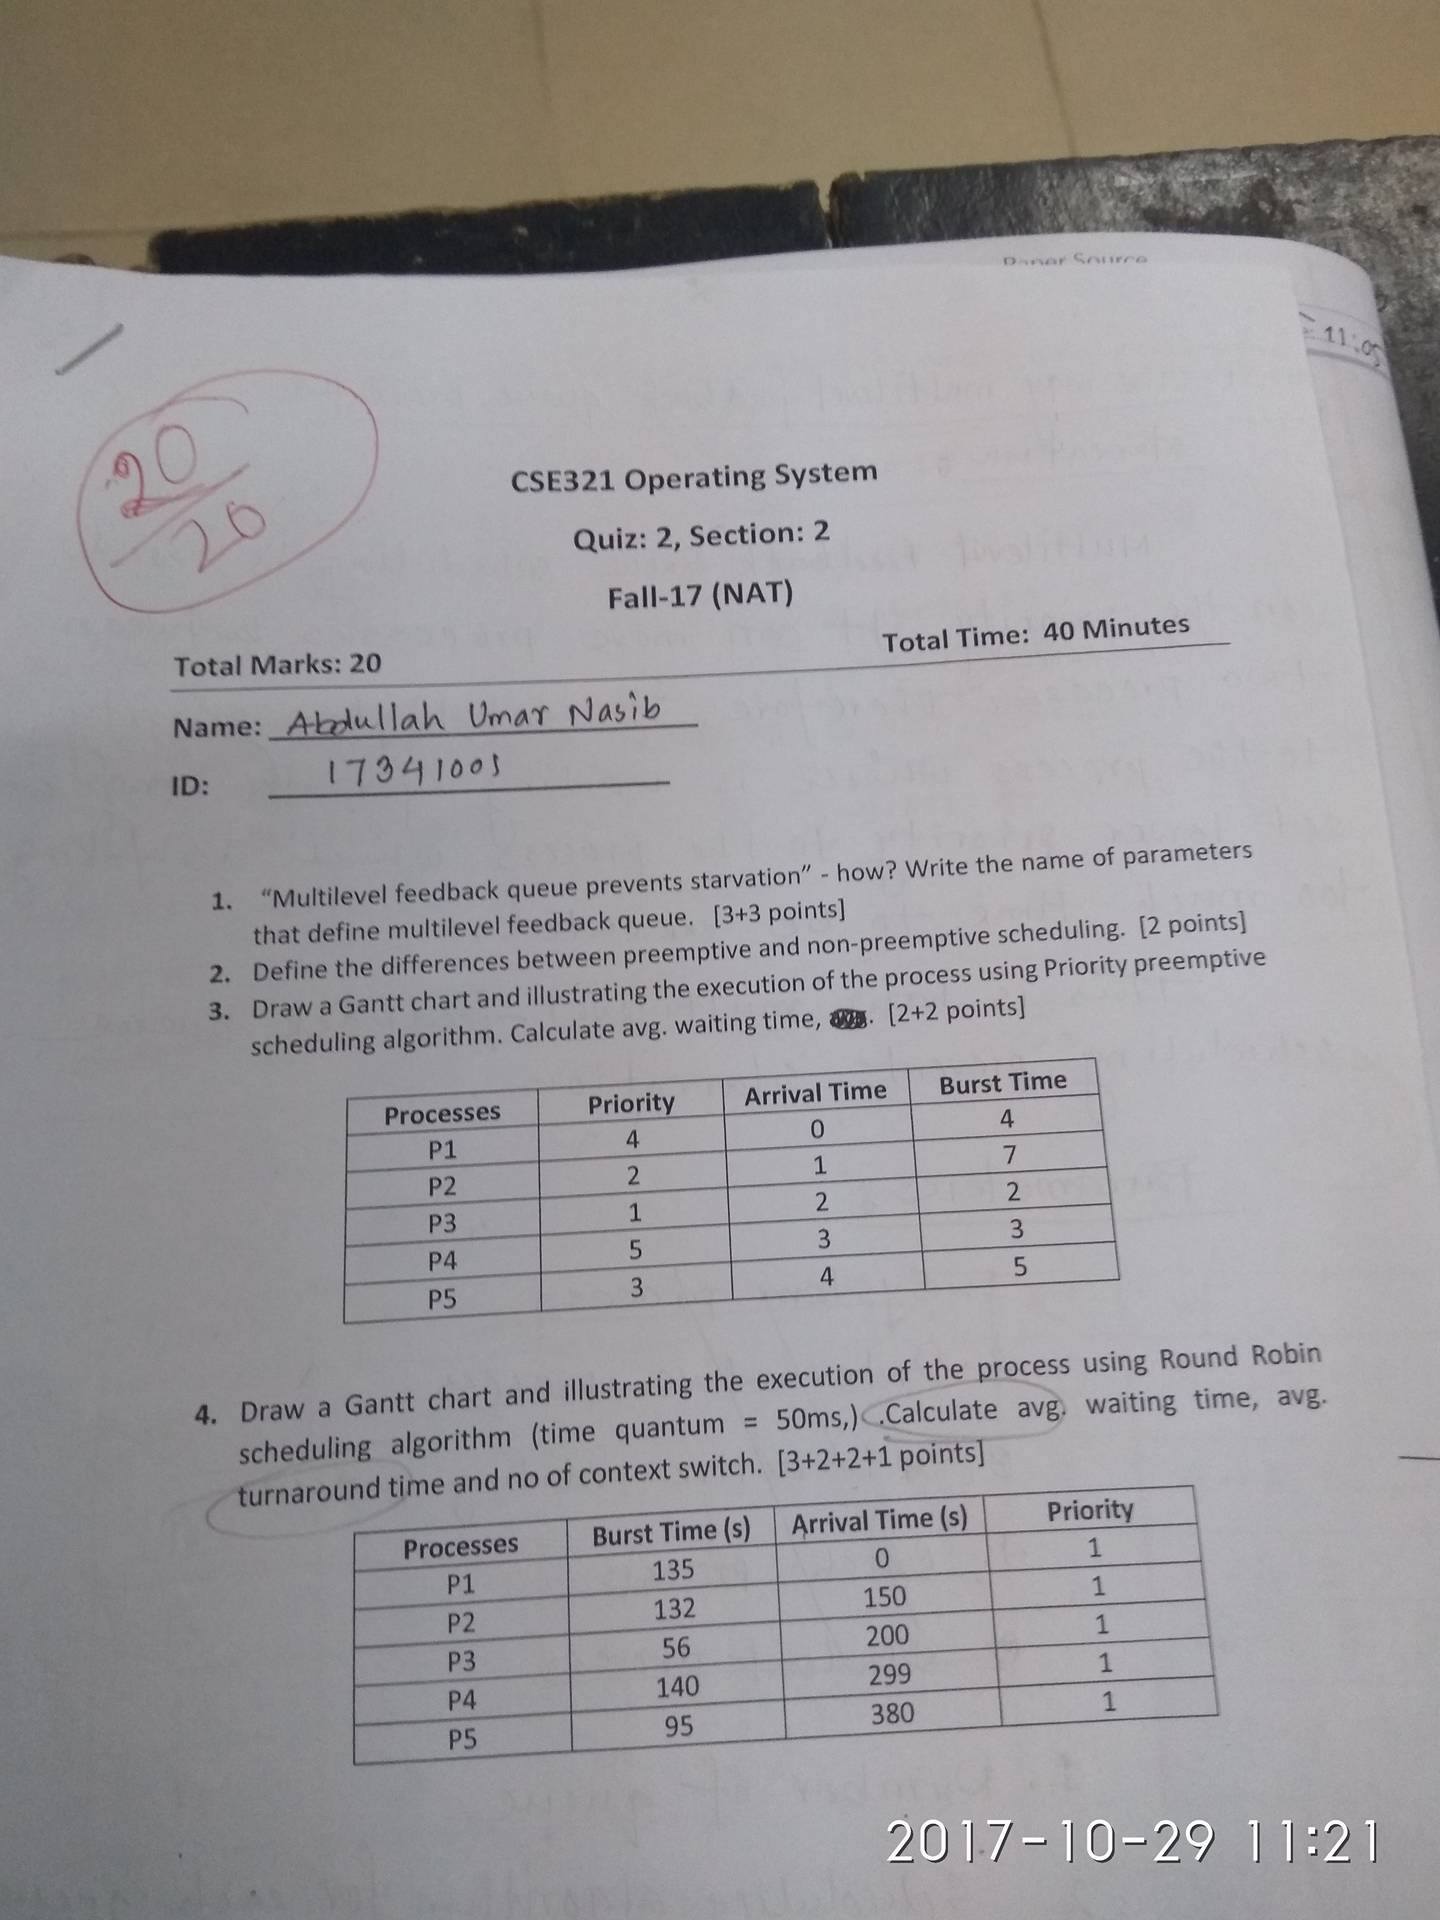 Paper Source
= 11:05
20
20
CSE321 Operating System
Quiz: 2, Section: 2
Fall-17 (NAT)
Total Marks: 20 Total Time: 40 Minutes
Name: Abdullah Umar Nasib
ID: 17341001
1. “Multilevel feedback queue prevents starvation” - how? Write the name of parameters
that define multilevel feedback queue. [3+3 points]
2. Define the differences between preemptive and non-preemptive scheduling. [2 points]
3. Draw a Gantt chart and illustrating the execution of the process using Priority preemptive
scheduling algorithm. Calculate avg. waiting time, . [2+2 points]
Processes Priority Arrival Time Burst Time
P1 4 0 4
P2 2 1 7
P3 1 2 2
P4 5 3 3
P5 3 4 5
4. Draw a Gantt chart and illustrating the execution of the process using Round Robin
scheduling algorithm (time quantum = 50ms,) .Calculate avg. waiting time, avg.
turnaround time and no of context switch. [3+2+2+1 points]
Processes Burst Time (s) Arrival Time (s) Priority
P1 135 0 1
P2 132 150 1
P3 56 200 1
P4 140 299 1
P5 95 380 1
2017-10-29 11:21